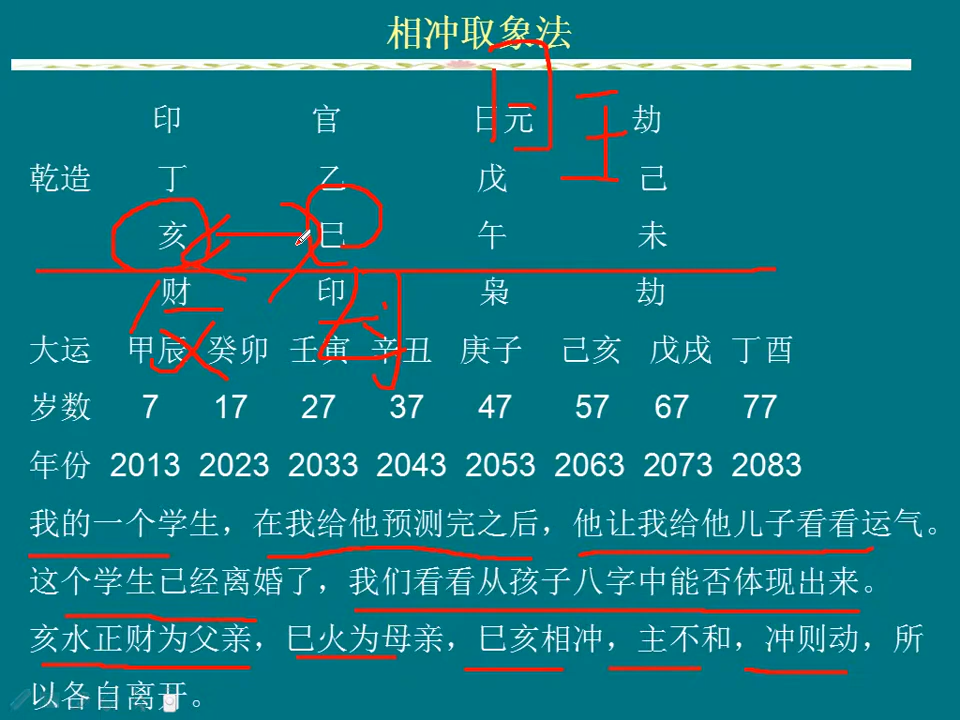 相冲取象法
印 官 日元 劫
乾造 丁 乙 戊 己
亥 巳 午 未
财 印 枭 劫
大运 甲辰 癸卯 壬寅 辛丑 庚子 己亥 戊戌 丁酉
岁数 7 17 27 37 47 57 67 77
年份 2013 2023 2033 2043 2053 2063 2073 2083
我的一个学生，在我给他预测完之后，他让我给他儿子看看运气。
这个学生已经离婚了，我们看看从孩子八字中能否体现出来。
亥水正财为父亲，巳火为母亲，巳亥相冲，主不和，冲则动，所
以各自离开。